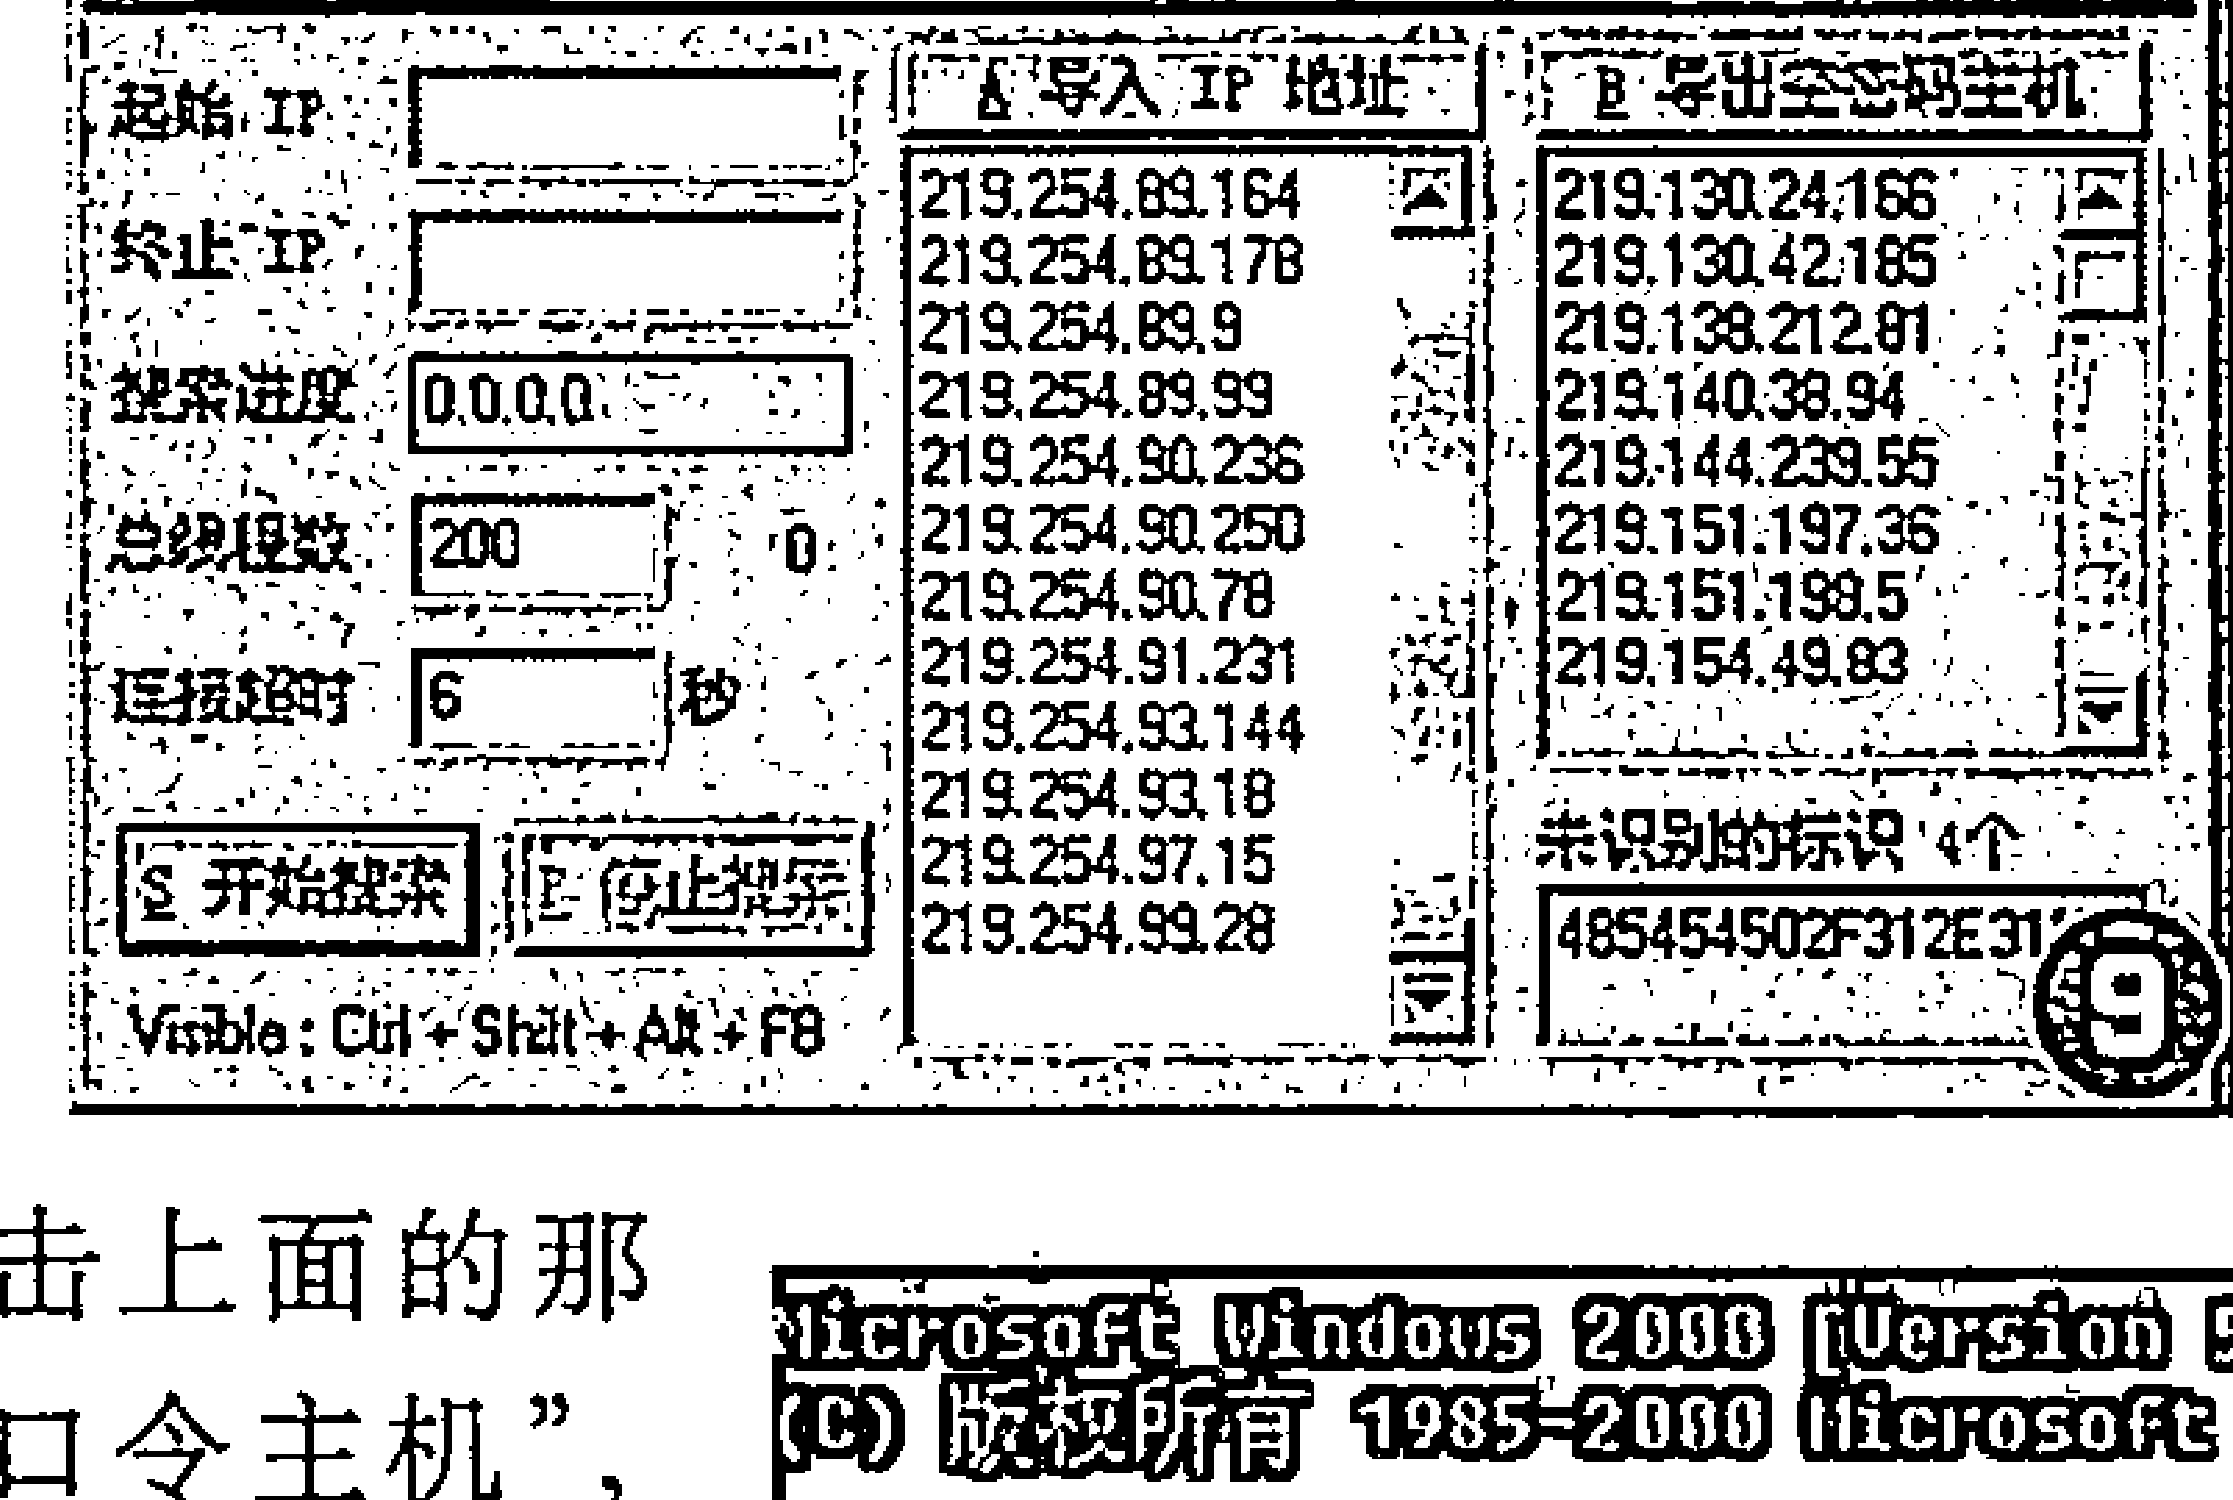 起始 IP
终止 IP
搜索进度 0.0.0.0
总线程数 200 0
连接超时 6 秒
S 开始搜索 P 停止搜索
Visible: Ctrl + Shift + Alt + F8
A 导入 IP 地址
219.254.89.164
219.254.89.178
219.254.89.9
219.254.89.99
219.254.90.236
219.254.90.250
219.254.90.78
219.254.91.231
219.254.93.144
219.254.93.18
219.254.97.15
219.254.99.28
B 导出空密码主机
219.130.24.166
219.130.42.185
219.138.212.81
219.140.38.94
219.144.239.55
219.151.197.36
219.151.198.5
219.154.49.83
未识别的标识 4个
485454502F312E31
9
击上面的那
口令主机”，
Microsoft Windows 2000 [Version 5
(C) 版权所有 1985-2000 Microsoft